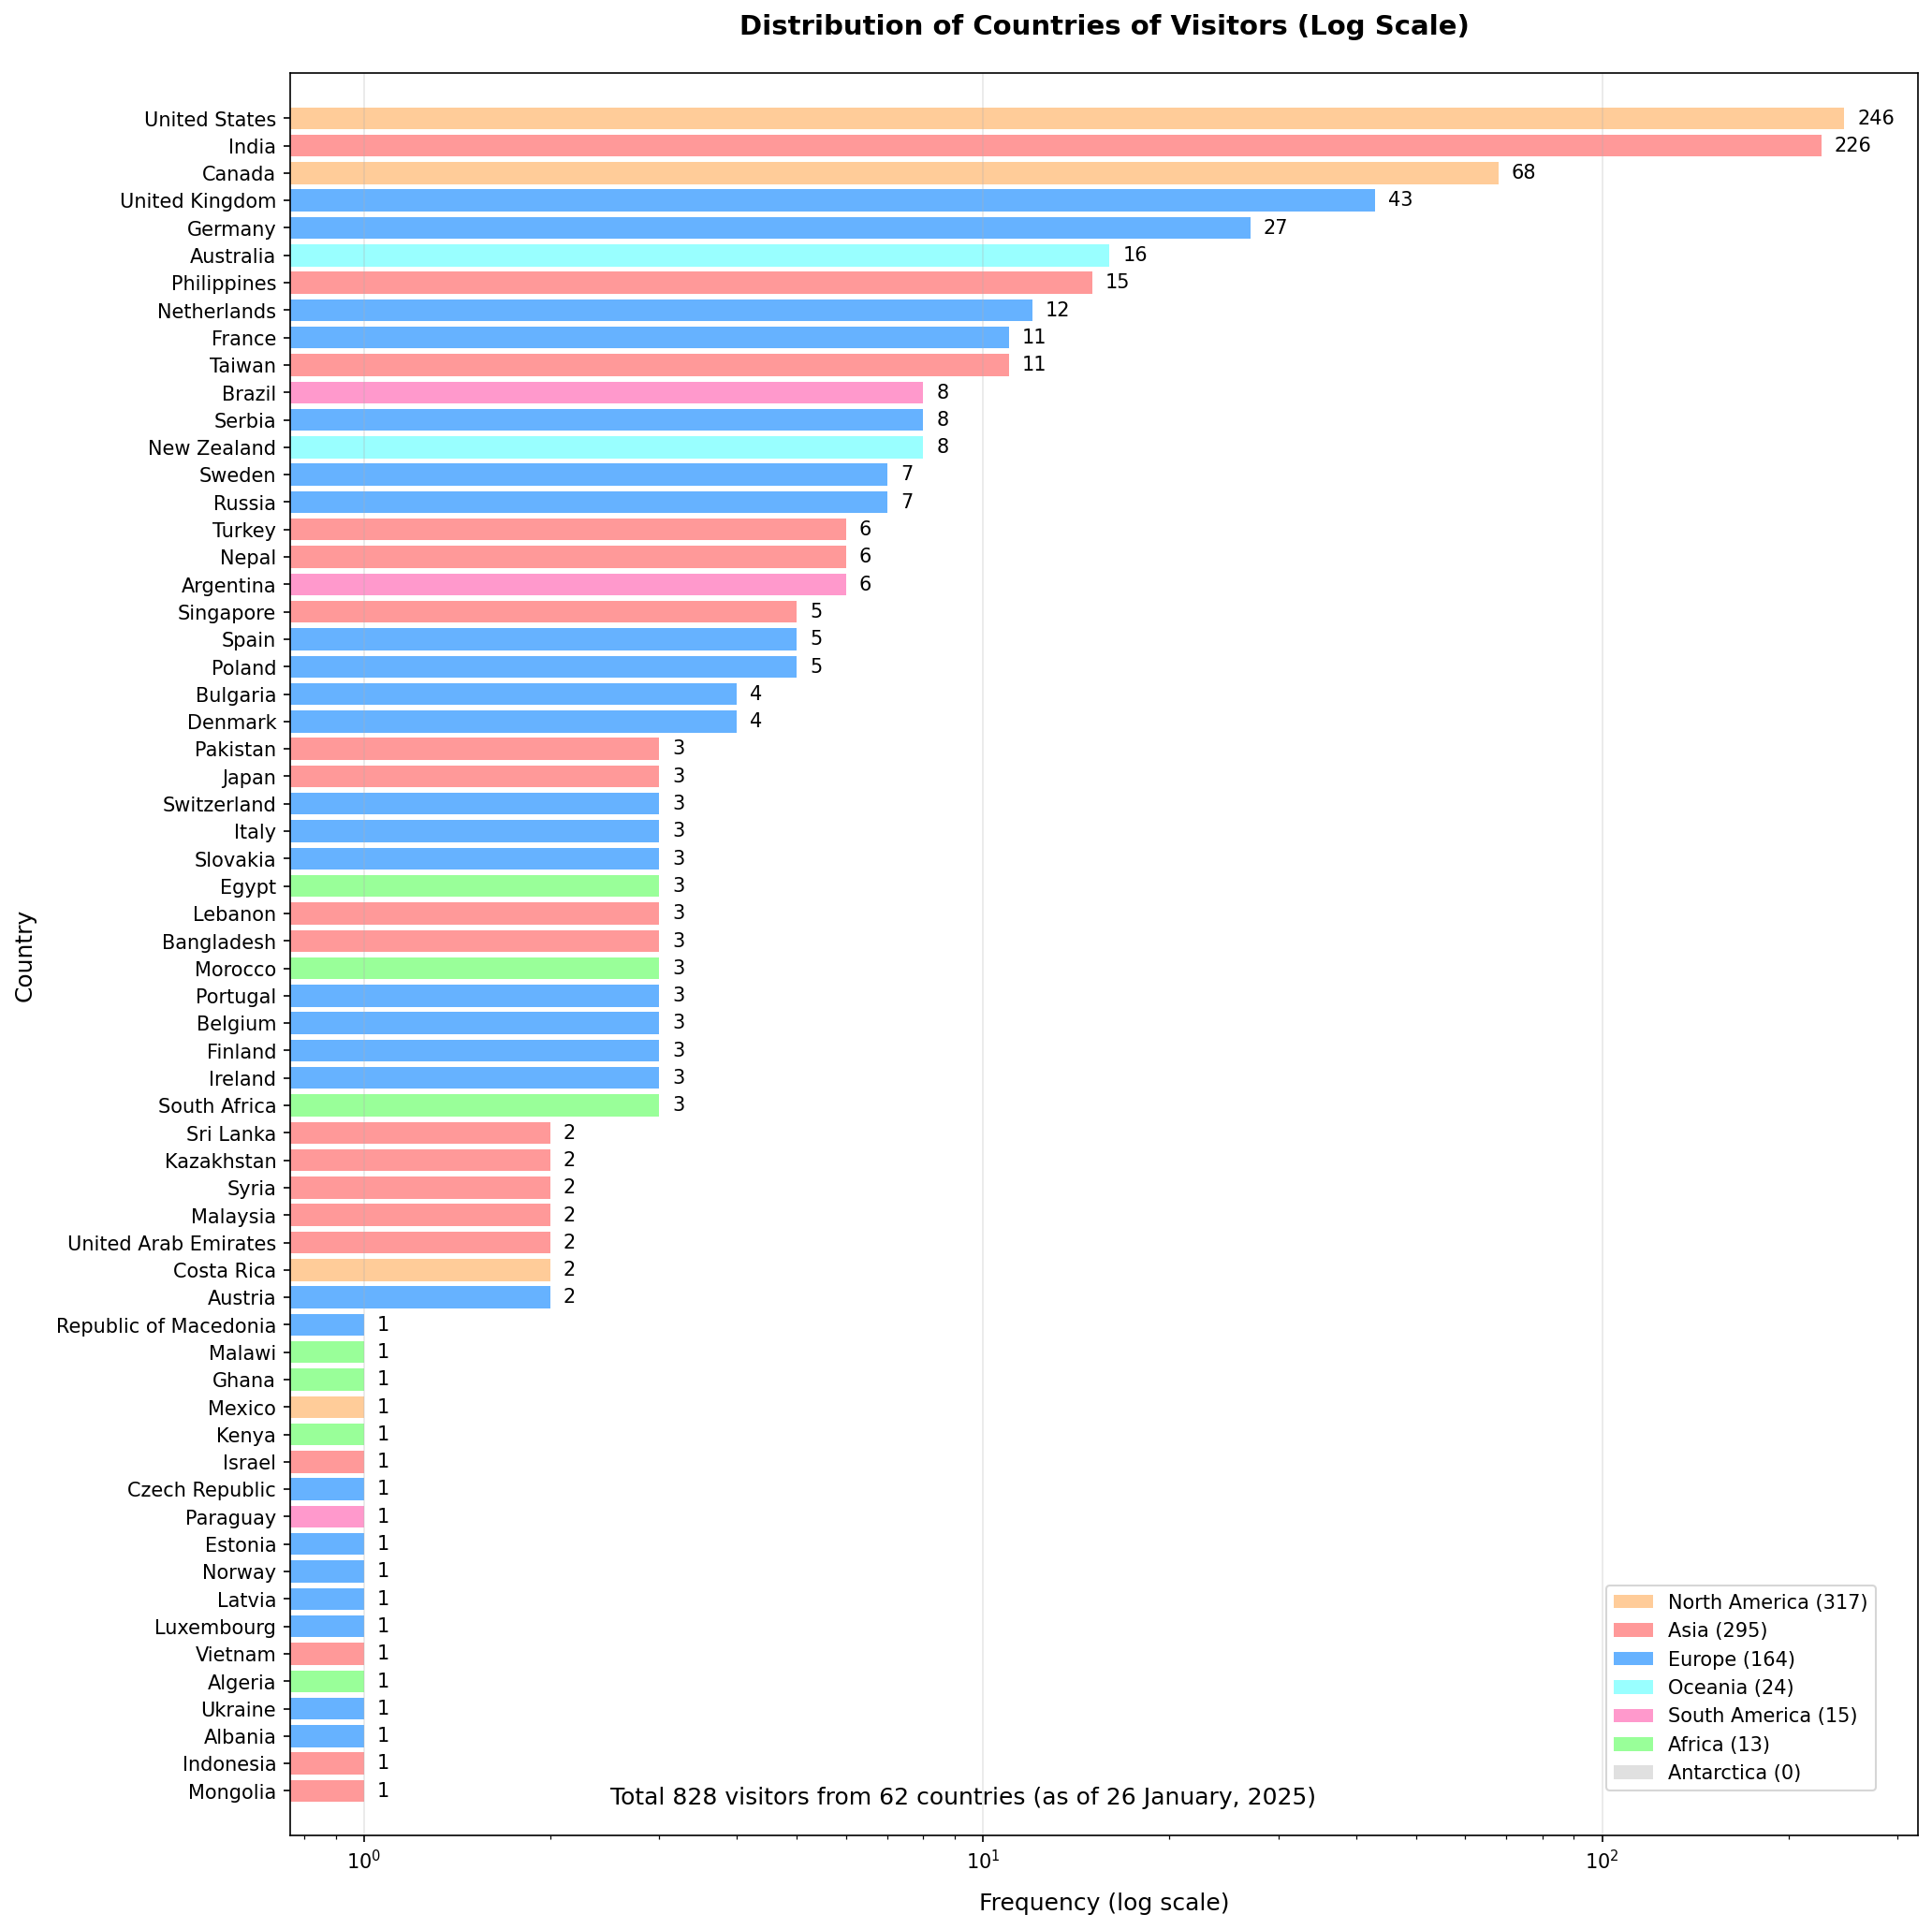 Distribution of Countries of Visitors (Log Scale)
United States 246
India 226
Canada 68
United Kingdom 43
Germany 27
Australia 16
Philippines 15
Netherlands 12
France 11
Taiwan 11
Brazil 8
Serbia 8
New Zealand 8
Sweden 7
Russia 7
Turkey 6
Nepal 6
Argentina 6
Singapore 5
Spain 5
Poland 5
Bulgaria 4
Denmark 4
Pakistan 3
Japan 3
Switzerland 3
Italy 3
Slovakia 3
Egypt 3
Lebanon 3
Bangladesh 3
Morocco 3
Portugal 3
Belgium 3
Finland 3
Ireland 3
South Africa 3
Sri Lanka 2
Kazakhstan 2
Syria 2
Malaysia 2
United Arab Emirates 2
Costa Rica 2
Austria 2
Republic of Macedonia 1
Malawi 1
Ghana 1
Mexico 1
Kenya 1
Israel 1
Czech Republic 1
Paraguay 1
Estonia 1
Norway 1
Latvia 1
Luxembourg 1
Vietnam 1
Algeria 1
Ukraine 1
Albania 1
Indonesia 1
Mongolia 1
Country
North America (317)
Asia (295)
Europe (164)
Oceania (24)
South America (15)
Africa (13)
Antarctica (0)
Total 828 visitors from 62 countries (as of 26 January, 2025)
10⁰ 10¹ 10²
Frequency (log scale)